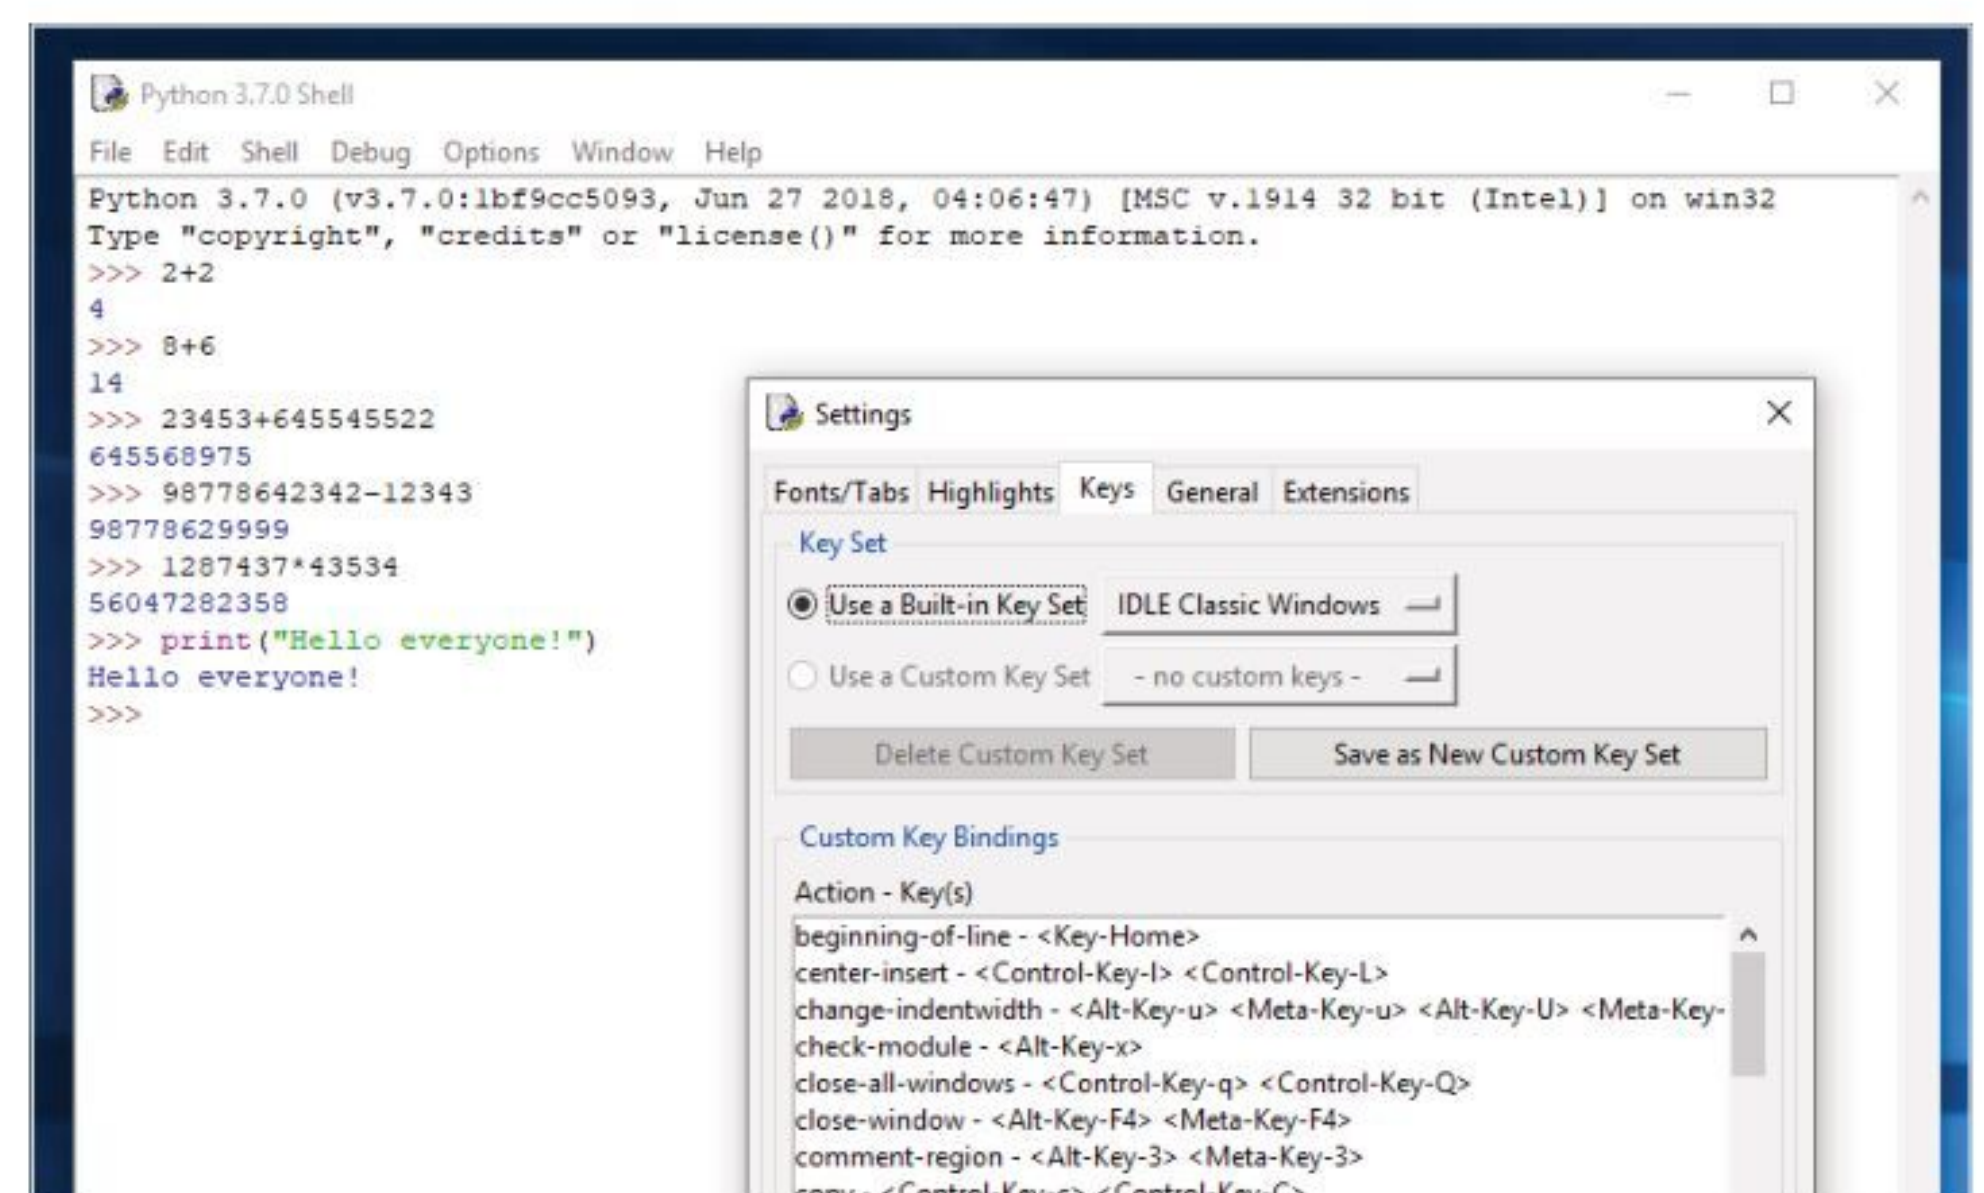 Python 3.7.0 Shell
File Edit Shell Debug Options Window Help
Python 3.7.0 (v3.7.0:1bf9cc5093, Jun 27 2018, 04:06:47) [MSC v.1914 32 bit (Intel)] on win32
Type "copyright", "credits" or "license()" for more information.
>>> 2+2
4
>>> 8+6
14
>>> 23453+645545522
645568975
>>> 98778642342-12343
98778629999
>>> 1287437*43534
56047282358
>>> print("Hello everyone!")
Hello everyone!
>>>
Settings
Fonts/Tabs Highlights Keys General Extensions
Key Set
Use a Built-in Key Set IDLE Classic Windows
Use a Custom Key Set - no custom keys -
Delete Custom Key Set Save as New Custom Key Set
Custom Key Bindings
Action - Key(s)
beginning-of-line - <Key-Home>
center-insert - <Control-Key-l> <Control-Key-L>
change-indentwidth - <Alt-Key-u> <Meta-Key-u> <Alt-Key-U> <Meta-Key-
check-module - <Alt-Key-x>
close-all-windows - <Control-Key-q> <Control-Key-Q>
close-window - <Alt-Key-F4> <Meta-Key-F4>
comment-region - <Alt-Key-3> <Meta-Key-3>
copy - <Control-Key-c> <Control-Key-C>